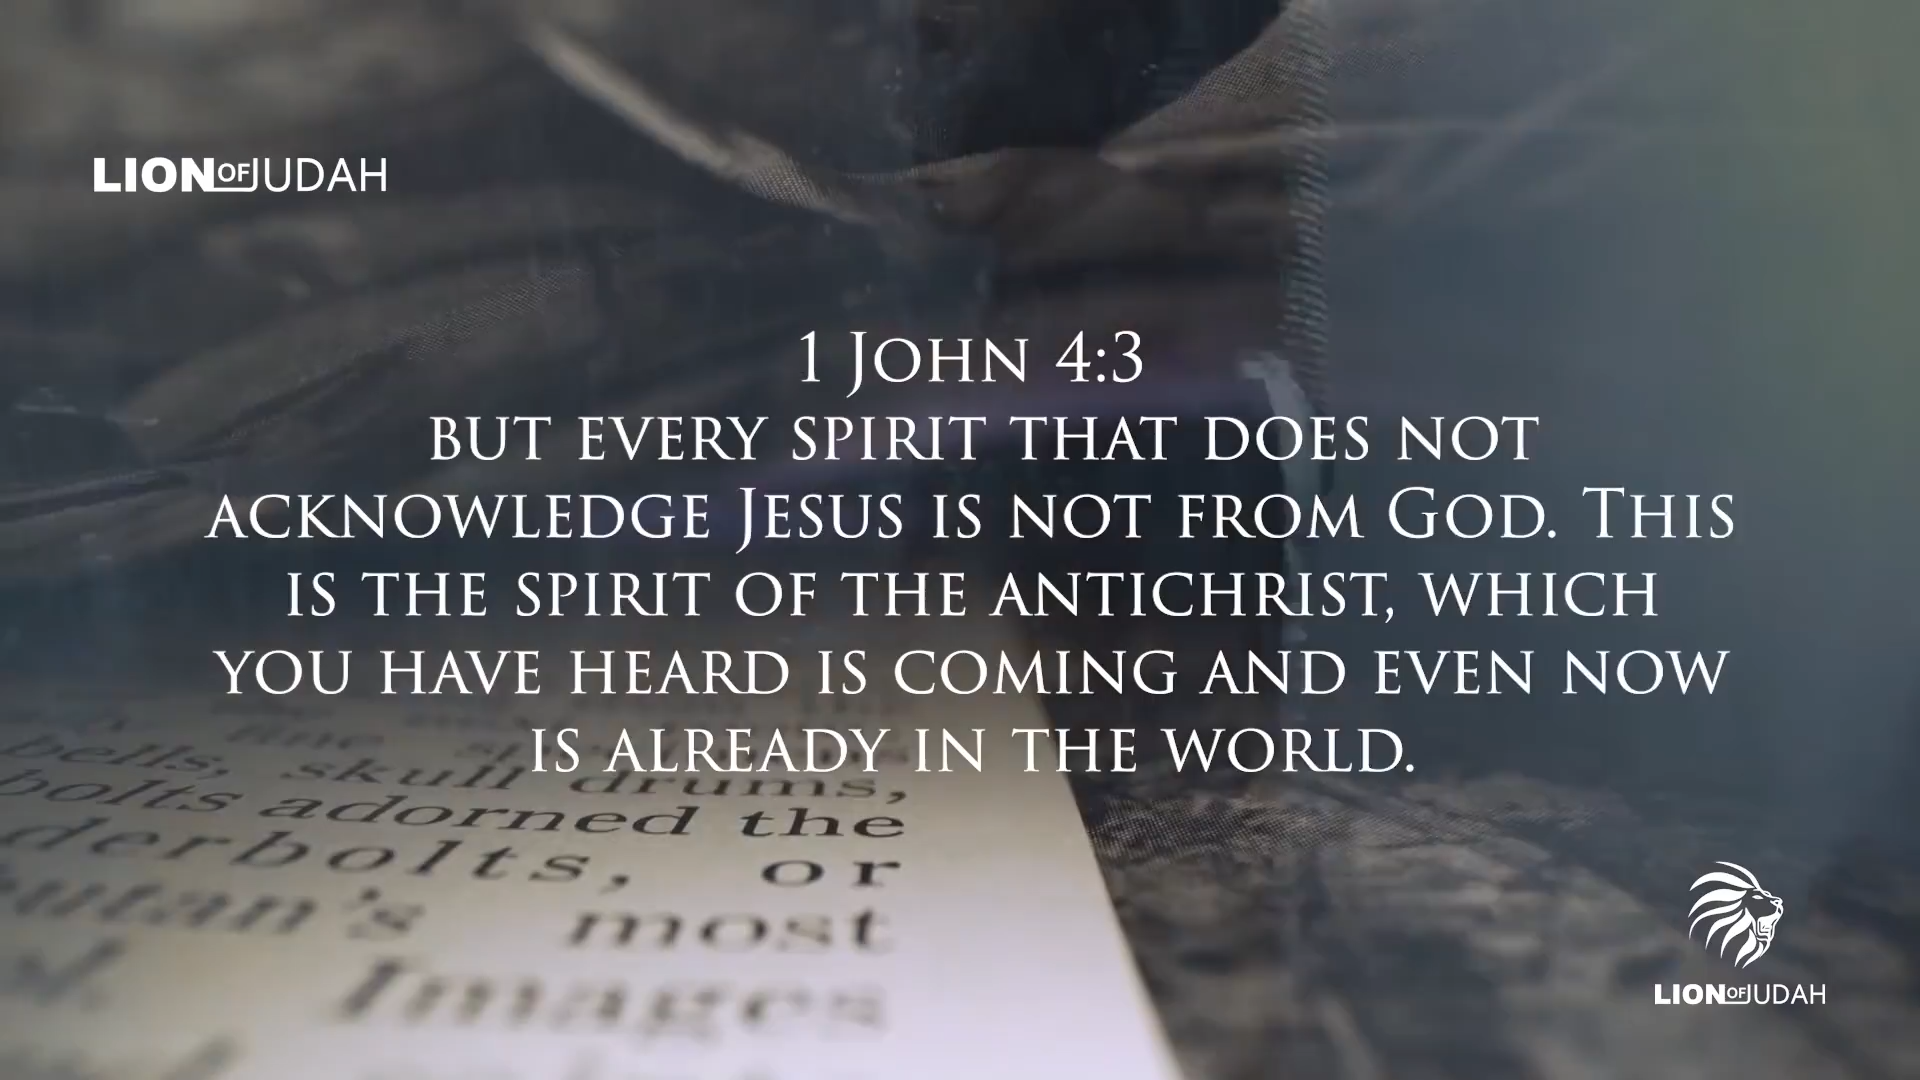 LION OF JUDAH
1 John 4:3
but every spirit that does not
acknowledge Jesus is not from God. This
is the spirit of the antichrist, which
you have heard is coming and even now
is already in the world.
bells, skull drums,
bolts adorned the
derbolts, or
most
Images
LION OF JUDAH